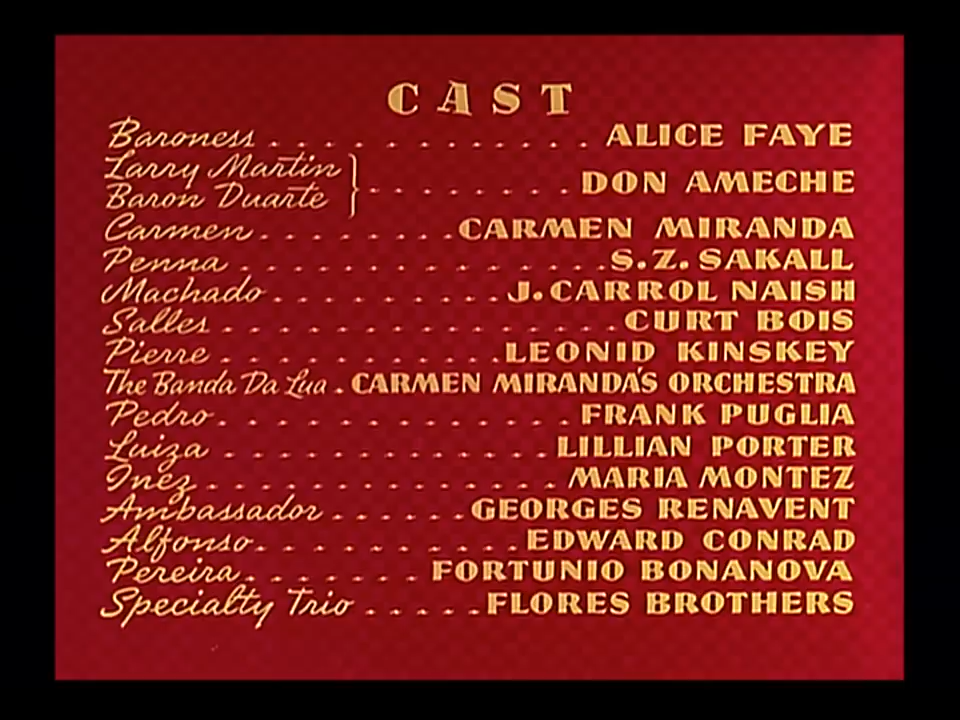 CAST
Baroness . . . . . . . . . . . . ALICE FAYE
Larry Martin
Baron Duarte } . . . . . . . . DON AMECHE
Carmen . . . . . . . . CARMEN MIRANDA
Penna . . . . . . . . . . . . . . S.Z. SAKALL
Machado . . . . . . . . . . J. CARROL NAISH
Salles . . . . . . . . . . . . . . . CURT BOIS
Pierre . . . . . . . . . . . LEONID KINSKEY
The Banda Da Lua . CARMEN MIRANDA'S ORCHESTRA
Pedro . . . . . . . . . . . . . FRANK PUGLIA
Luiza . . . . . . . . . . . . LILLIAN PORTER
Inez . . . . . . . . . . . . . MARIA MONTEZ
Ambassador . . . . . . GEORGES RENAVENT
Alfonso . . . . . . . . . . EDWARD CONRAD
Pereira . . . . . . . FORTUNIO BONANOVA
Specialty Trio . . . . . FLORES BROTHERS